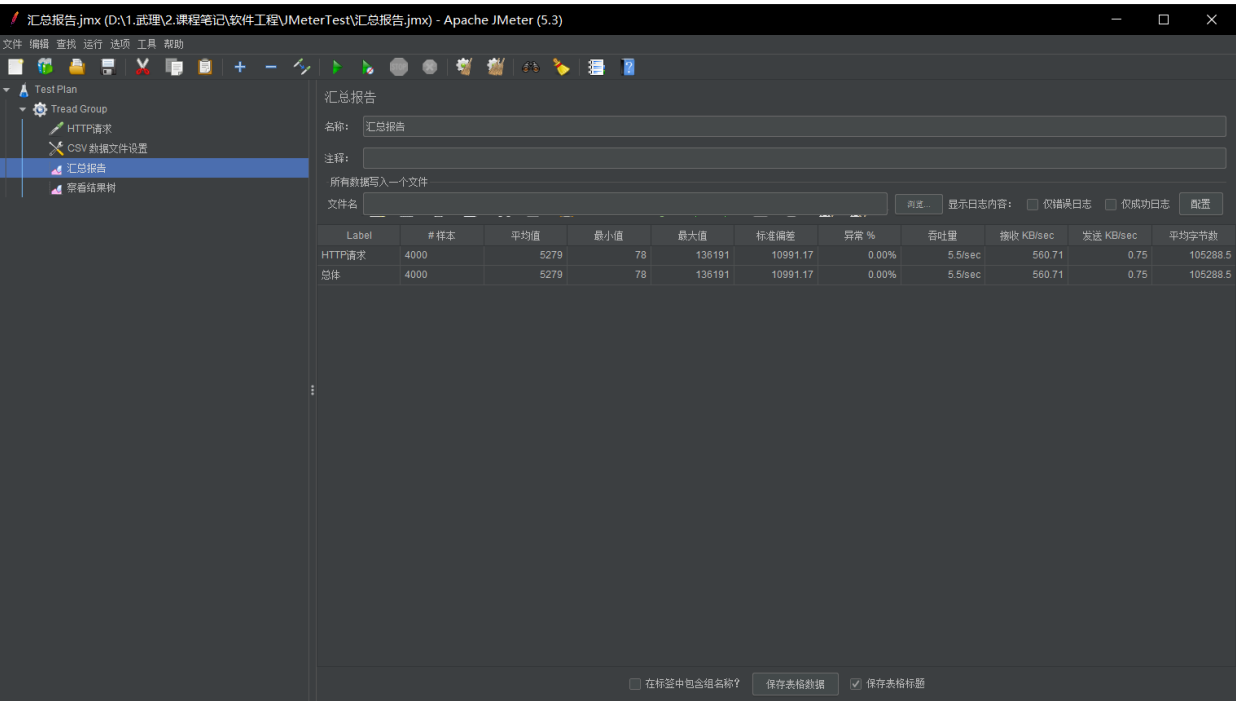 汇总报告.jmx (D:\1.武理\2.课程笔记\软件工程\JMeterTest\汇总报告.jmx) - Apache JMeter (5.3)
文件 编辑 查找 运行 选项 工具 帮助
Test Plan
Tread Group
HTTP请求
CSV 数据文件设置
汇总报告
察看结果树
汇总报告
名称: 汇总报告
注释:
所有数据写入一个文件
文件名 浏览... 显示日志内容: 仅错误日志 仅成功日志 配置
Label # 样本 平均值 最小值 最大值 标准偏差 异常 % 吞吐量 接收 KB/sec 发送 KB/sec 平均字节数
HTTP请求 4000 5279 78 136191 10991.17 0.00% 5.5/sec 560.71 0.75 105288.5
总体 4000 5279 78 136191 10991.17 0.00% 5.5/sec 560.71 0.75 105288.5
在标签中包含组名称? 保存表格数据 保存表格标题